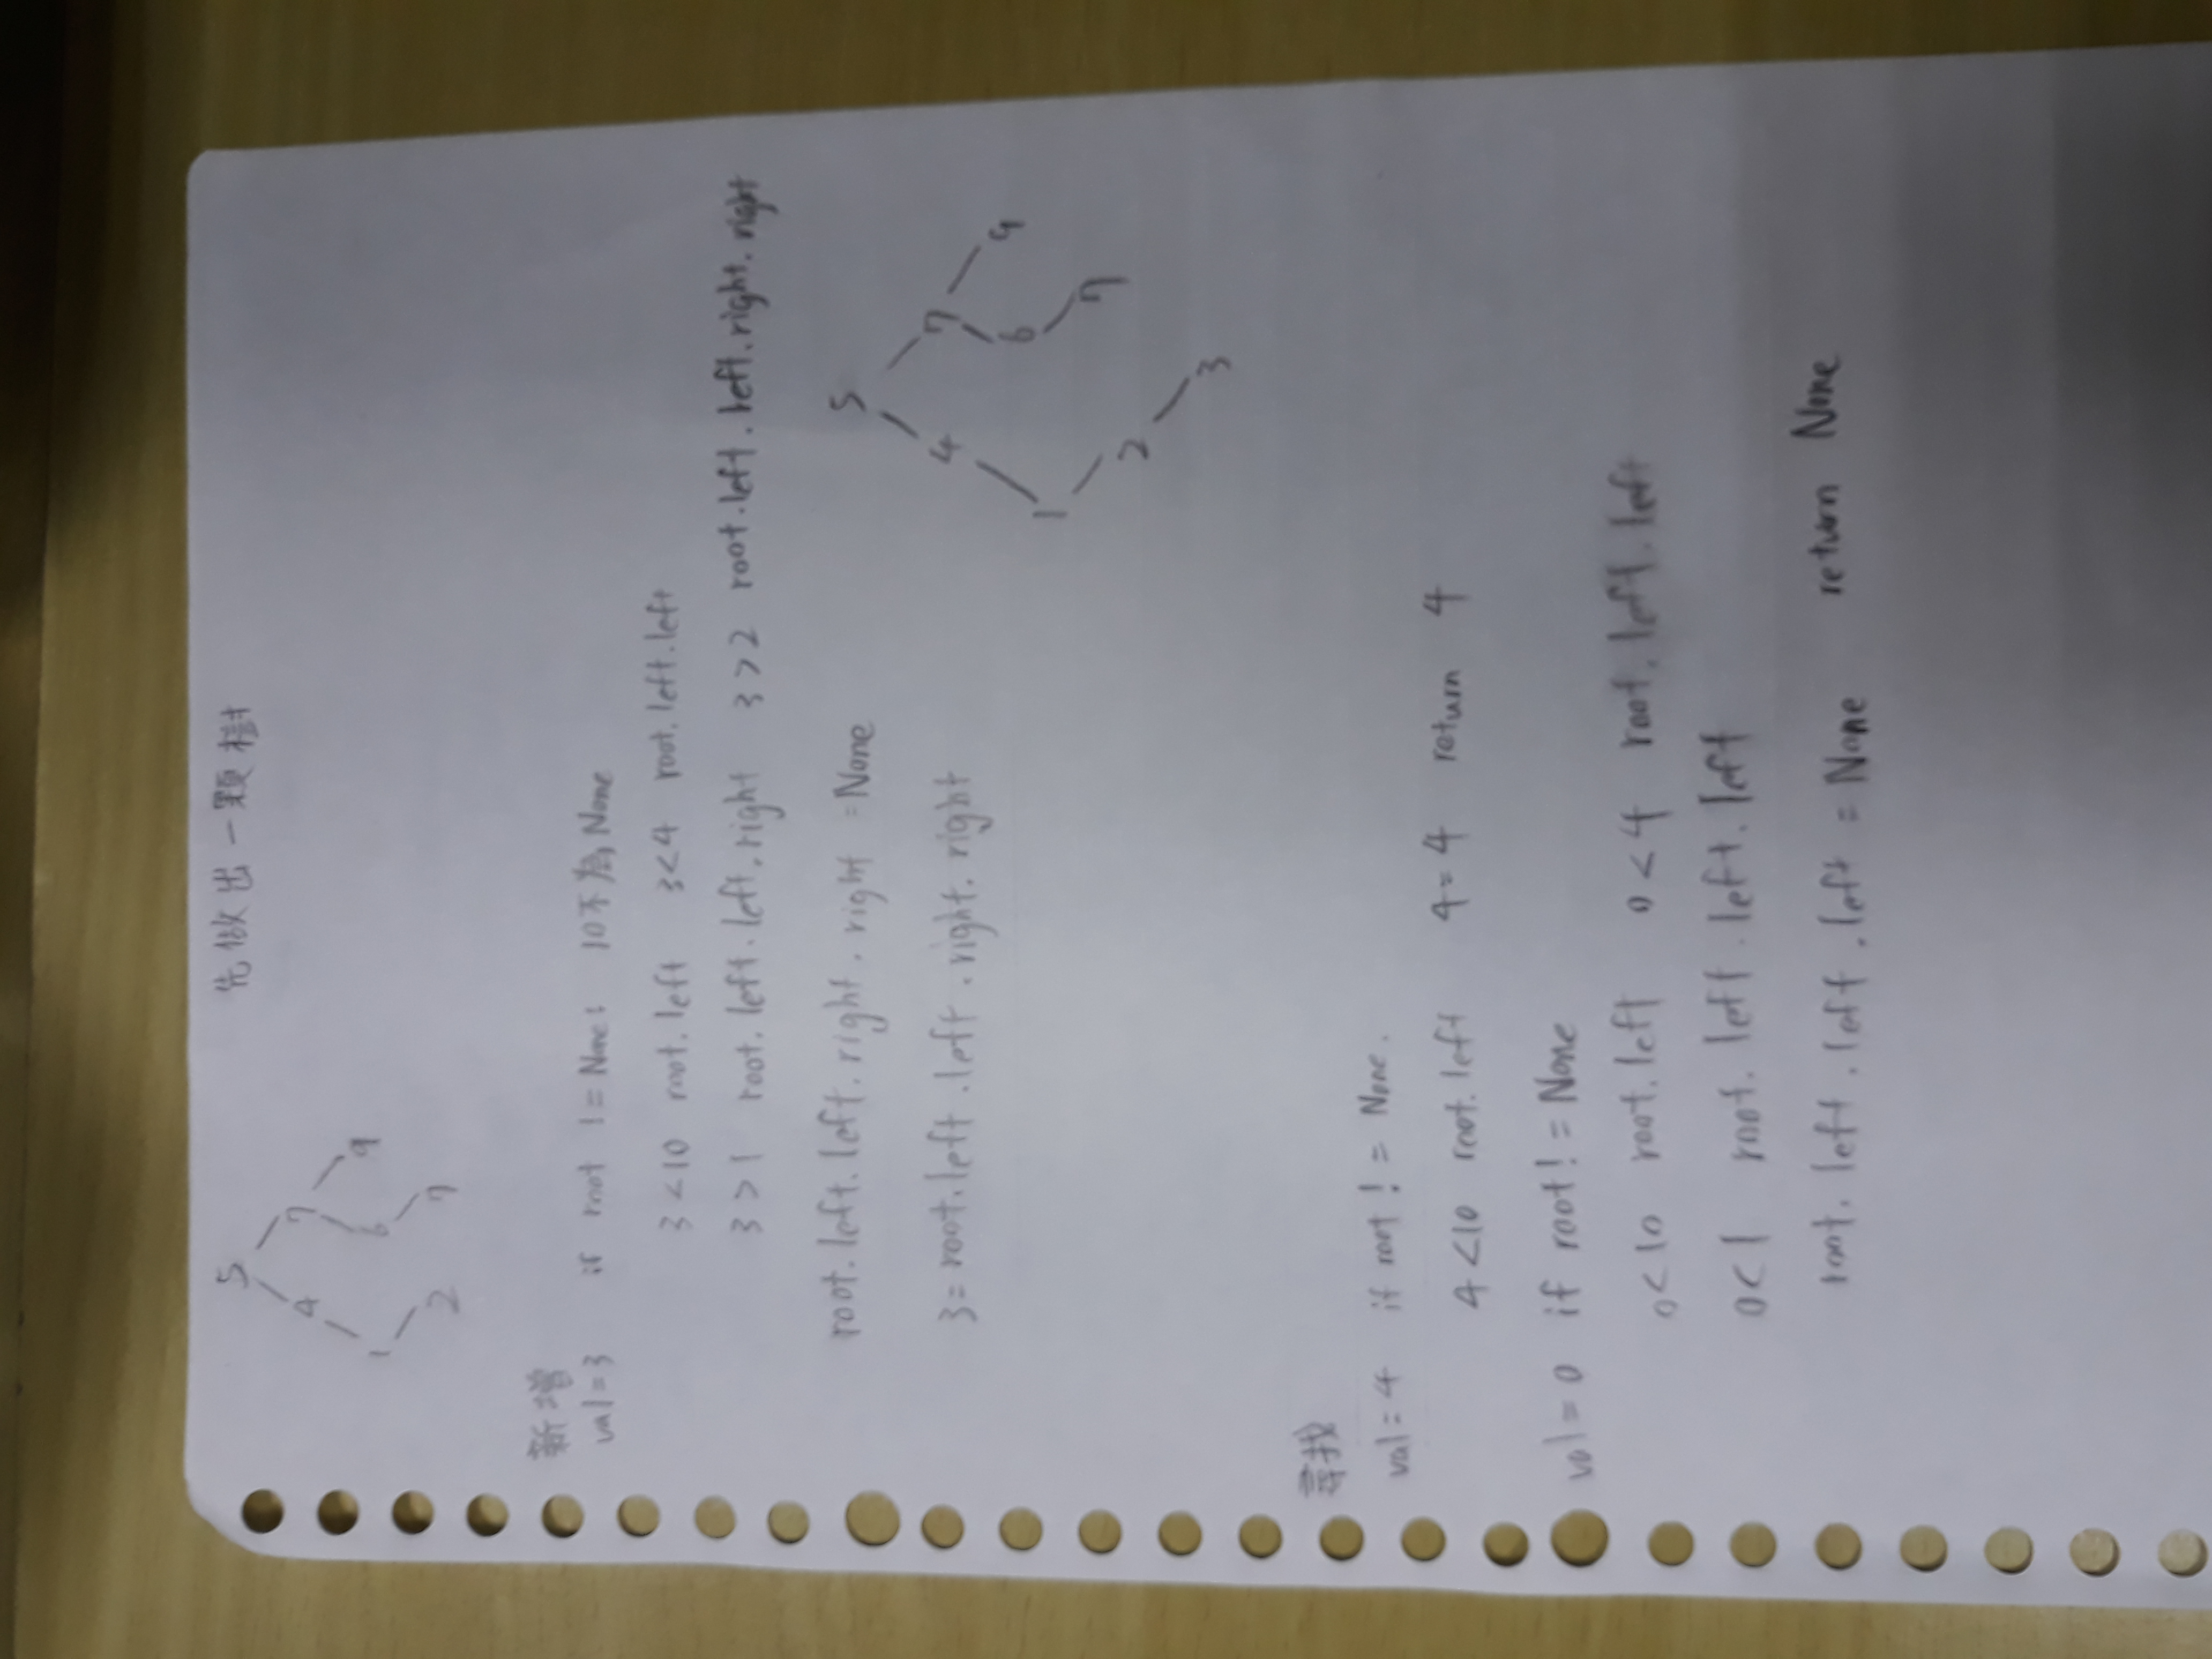 先做出一顆樹
5
4 7
1 6 9
2 7
新增
val=3 if root != None: 10不為None
3<10 root.left 3<4 root.left.left
3>1 root.left.left.right 3>2 root.left.left.right.right
root.left.left.right.right =None
3=root.left.left.right.right
5
4 7
1 6 9
2 7
3
尋找
val=4 if root != None.
4<10 root.left 4=4 return 4
val=0 if root!=None
0<10 root.left 0<4 root.left.left
0<1 root.left.left.left
root.left.left.left = None return None